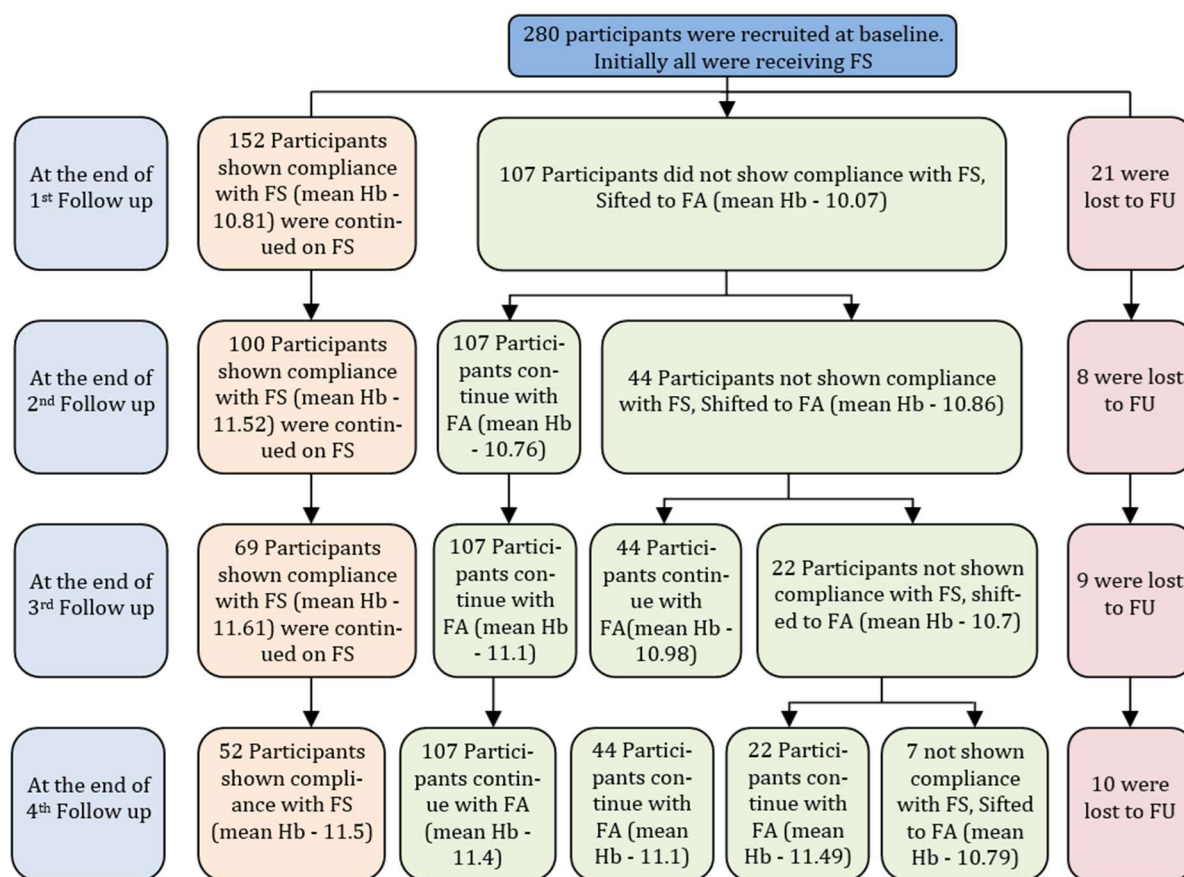 280 participants were recruited at baseline.
Initially all were receiving FS
At the end of
1st Follow up
152 Participants
shown compliance
with FS (mean Hb -
10.81) were contin-
ued on FS
107 Participants did not show compliance with FS,
Sifted to FA (mean Hb - 10.07)
21 were
lost to FU
At the end of
2nd Follow up
100 Participants
shown compliance
with FS (mean Hb -
11.52) were contin-
ued on FS
107 Partici-
pants con-
tinue with
FA (mean Hb
- 10.76)
44 Participants not shown compliance
with FS, Shifted to FA (mean Hb - 10.86)
8 were lost
to FU
At the end of
3rd Follow up
69 Participants
shown compliance
with FS (mean Hb -
11.61) were contin-
ued on FS
107 Partici-
pants con-
tinue with
FA (mean Hb
- 11.1)
44 Partici-
pants contin-
ue with
FA(mean Hb -
10.98)
22 Participants not shown
compliance with FS, shift-
ed to FA (mean Hb - 10.7)
9 were lost
to FU
At the end of
4th Follow up
52 Participants
shown compli-
ance with FS
(mean Hb - 11.5)
107 Partici-
pants contin-
ue with FA
(mean Hb -
11.4)
44 Partici-
pants con-
tinue with
FA (mean
Hb - 11.1)
22 Partici-
pants con-
tinue with
FA (mean
Hb - 11.49)
7 not shown
compliance
with FS, Sifted
to FA (mean
Hb - 10.79)
10 were
lost to FU